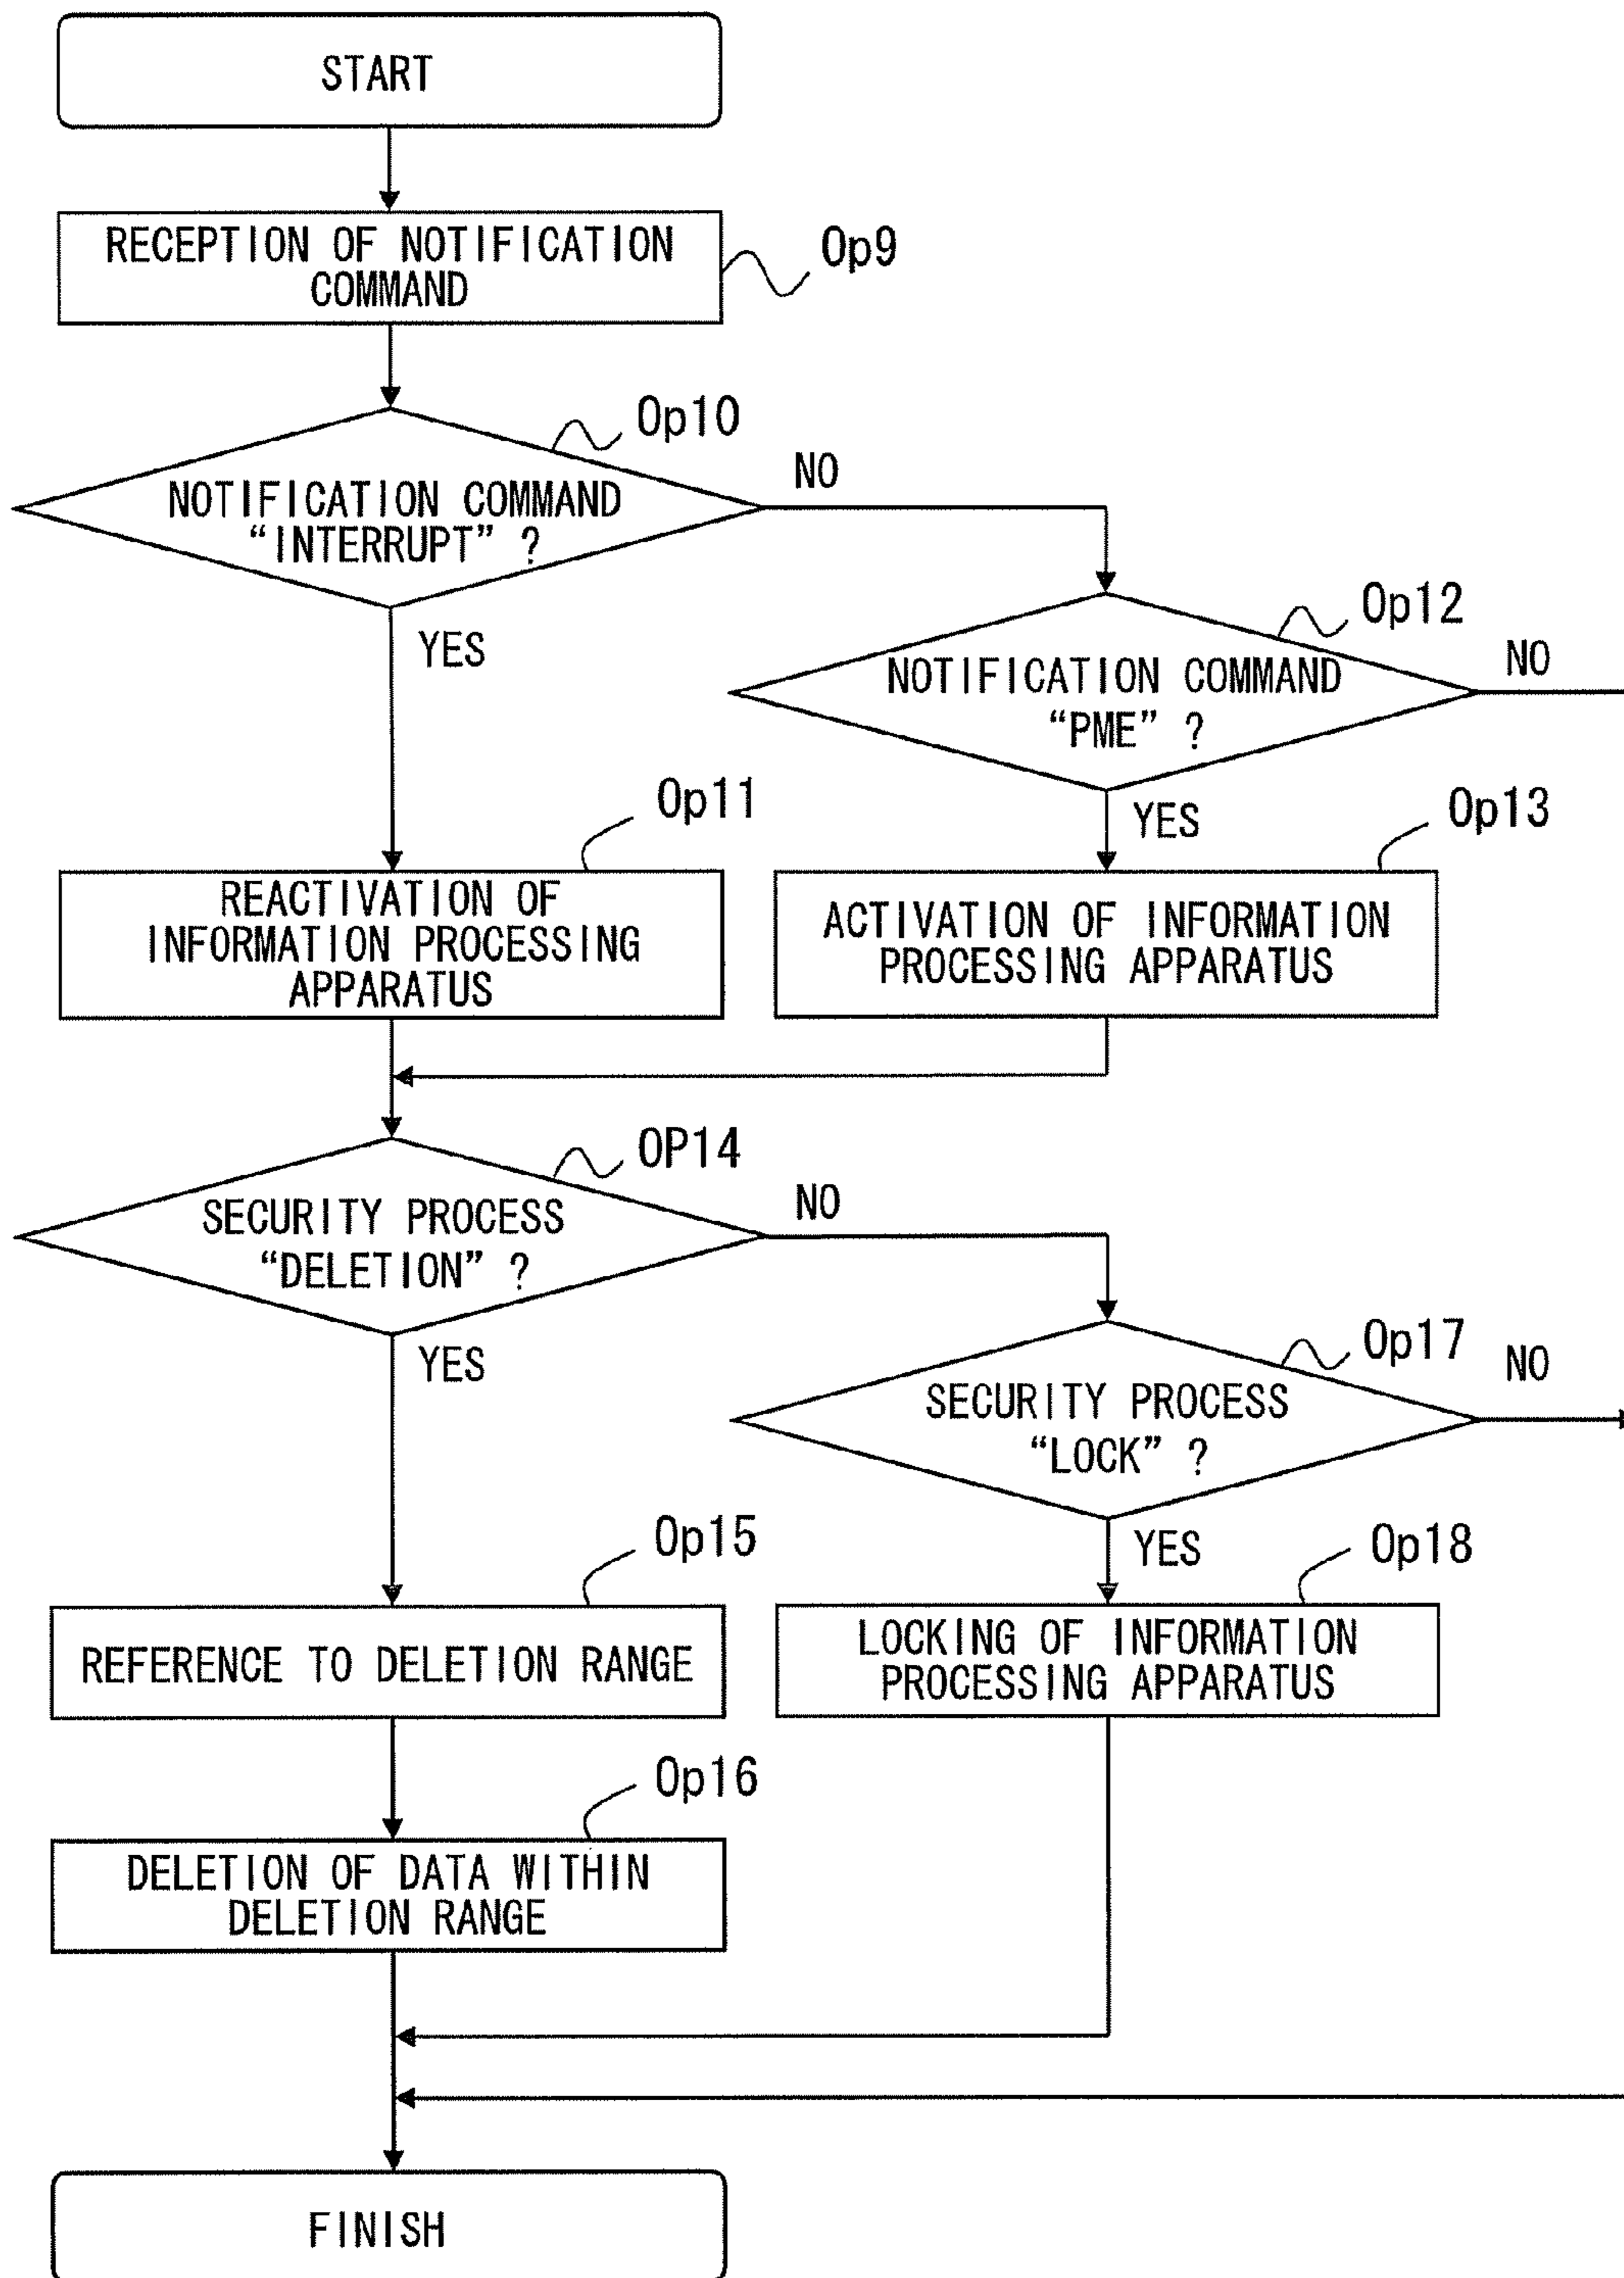 START
RECEPTION OF NOTIFICATION
COMMAND
Op9
Op10
NOTIFICATION COMMAND
“INTERRUPT” ?
NO
YES
Op12
NOTIFICATION COMMAND
“PME” ?
NO
YES
Op11
REACTIVATION OF
INFORMATION PROCESSING
APPARATUS
Op13
ACTIVATION OF INFORMATION
PROCESSING APPARATUS
OP14
SECURITY PROCESS
“DELETION” ?
NO
YES
Op17
SECURITY PROCESS
“LOCK” ?
NO
YES
Op15
REFERENCE TO DELETION RANGE
Op18
LOCKING OF INFORMATION
PROCESSING APPARATUS
Op16
DELETION OF DATA WITHIN
DELETION RANGE
FINISH